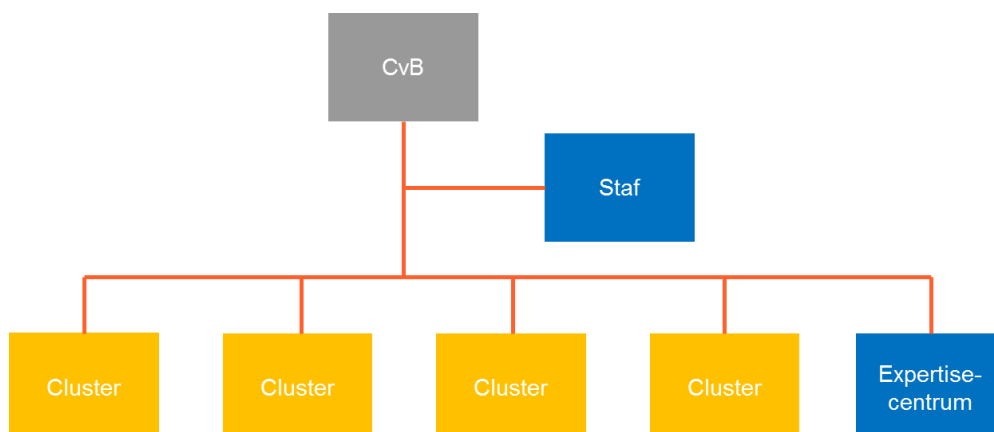 CvB
Staf
Cluster
Cluster
Cluster
Cluster
Expertise-
centrum